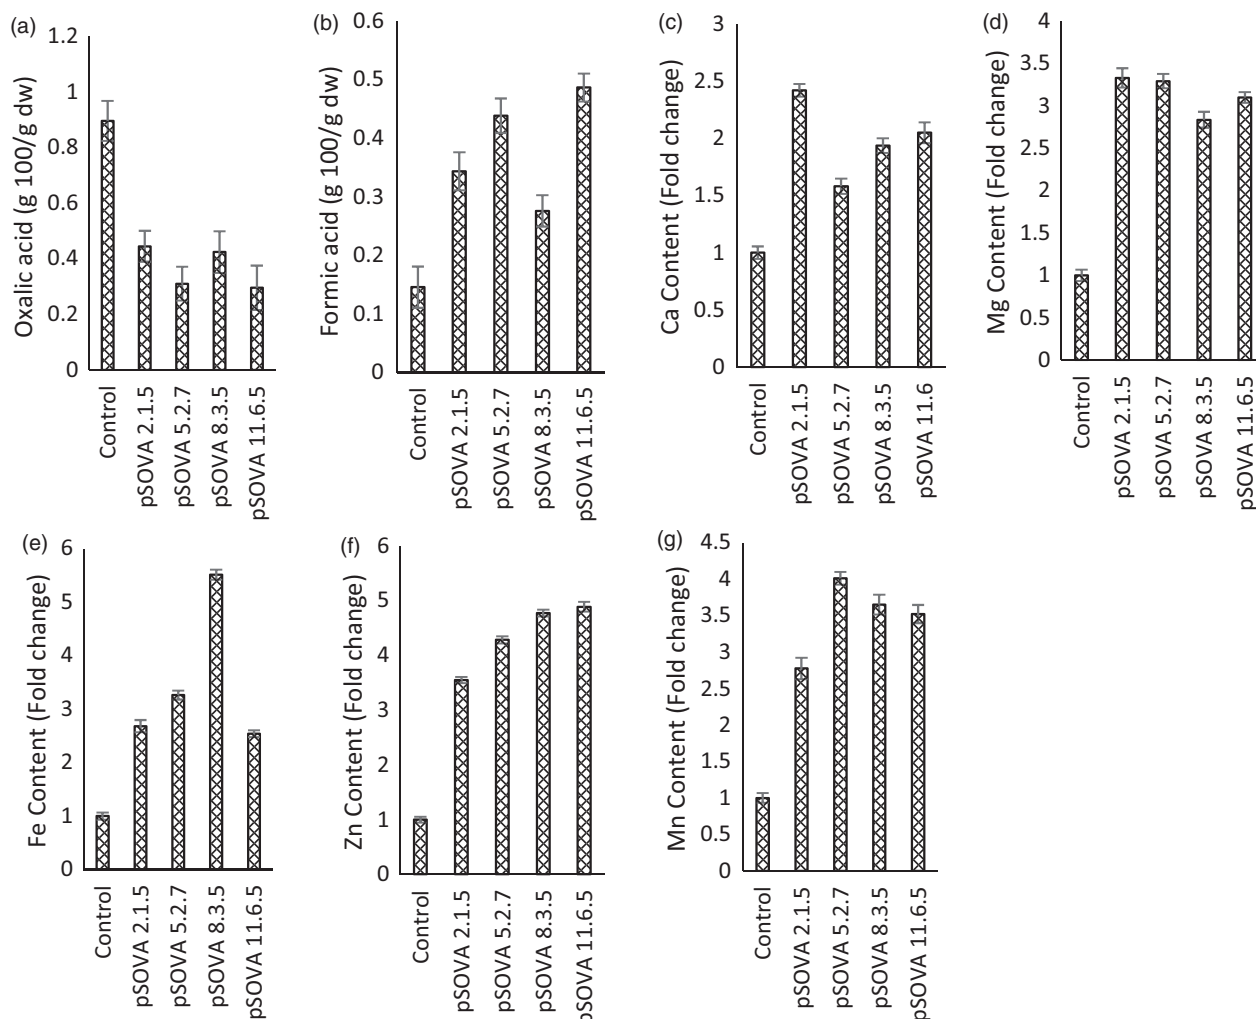 (a)
Oxalic acid (g 100/g dw)
1.2
1
0.8
0.6
0.4
0.2
0
Control
pSOVA 2.1.5
pSOVA 5.2.7
pSOVA 8.3.5
pSOVA 11.6.5
(b)
Formic acid (g 100/g dw)
0.6
0.5
0.4
0.3
0.2
0.1
0
Control
pSOVA 2.1.5
pSOVA 5.2.7
pSOVA 8.3.5
pSOVA 11.6.5
(c)
Ca Content (Fold change)
3
2.5
2
1.5
1
0.5
0
Control
pSOVA 2.1.5
pSOVA 5.2.7
pSOVA 8.3.5
pSOVA 11.6
(d)
Mg Content (Fold change)
4
3.5
3
2.5
2
1.5
1
0.5
0
Control
pSOVA 2.1.5
pSOVA 5.2.7
pSOVA 8.3.5
pSOVA 11.6.5
(e)
Fe Content (Fold change)
6
5
4
3
2
1
0
Control
pSOVA 2.1.5
pSOVA 5.2.7
pSOVA 8.3.5
pSOVA 11.6.5
(f)
Zn Content (Fold change)
6
5
4
3
2
1
0
Control
pSOVA 2.1.5
pSOVA 5.2.7
pSOVA 8.3.5
pSOVA 11.6.5
(g)
Mn Content (Fold change)
4.5
4
3.5
3
2.5
2
1.5
1
0.5
0
Control
pSOVA 2.1.5
pSOVA 5.2.7
pSOVA 8.3.5
pSOVA 11.6.5